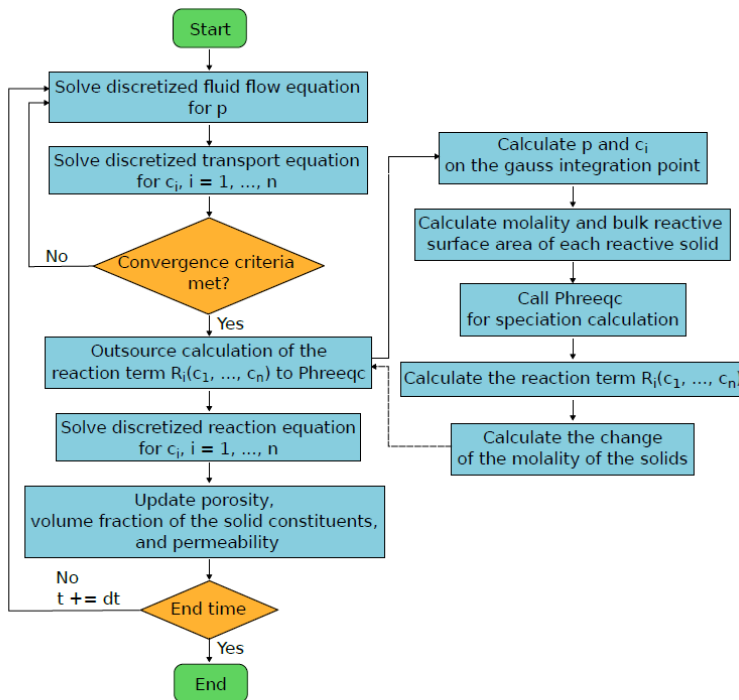 Start
Solve discretized fluid flow equation
for p
Solve discretized transport equation
for cᵢ, i = 1, ..., n
No
Convergence criteria
met?
Yes
Outsource calculation of the
reaction term Rᵢ(c₁, ..., cₙ) to Phreeqc
Calculate p and cᵢ
on the gauss integration point
Calculate molality and bulk reactive
surface area of each reactive solid
Call Phreeqc
for speciation calculation
Calculate the reaction term Rᵢ(c₁, ..., cₙ)
Calculate the change
of the molality of the solids
Solve discretized reaction equation
for cᵢ, i = 1, ..., n
Update porosity,
volume fraction of the solid constituents,
and permeability
No
t += dt
End time
Yes
End